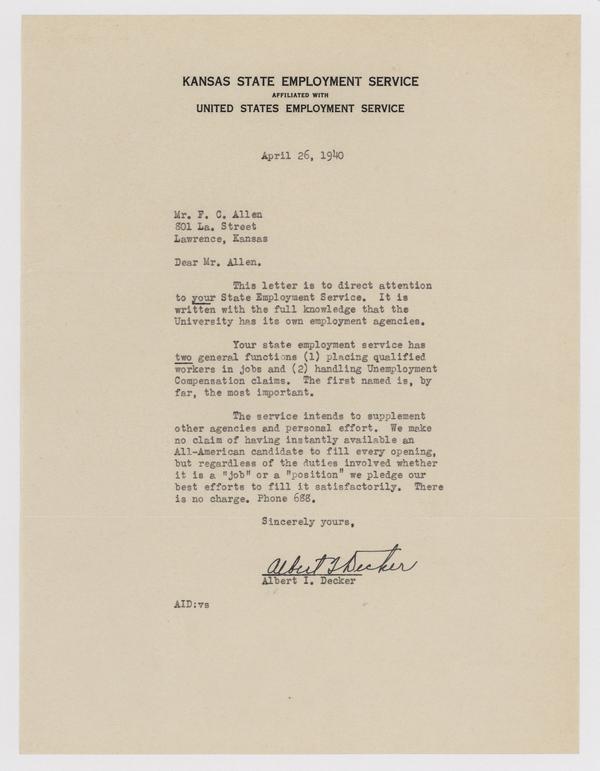 KANSAS STATE EMPLOYMENT SERVICE
AFFILIATED WITH
UNITED STATES EMPLOYMENT SERVICE
April 26, 1940
Mr. F. C. Allen
801 La. Street
Lawrence, Kansas
Dear Mr. Allen.
This letter is to direct attention
to your State Employment Service. It is
written with the full knowledge that the
University has its own employment agencies.
Your state employment service has
two general functions (1) placing qualified
workers in jobs and (2) handling Unemployment
Compensation claims. The first named is, by
far, the most important.
The service intends to supplement
other agencies and personal effort. We make
no claim of having instantly available an
All-American candidate to fill every opening,
but regardless of the duties involved whether
it is a "job" or a "position" we pledge our
best efforts to fill it satisfactorily. There
is no charge. Phone 688.
Sincerely yours,
Albert I Decker
Albert I. Decker
AID:vs